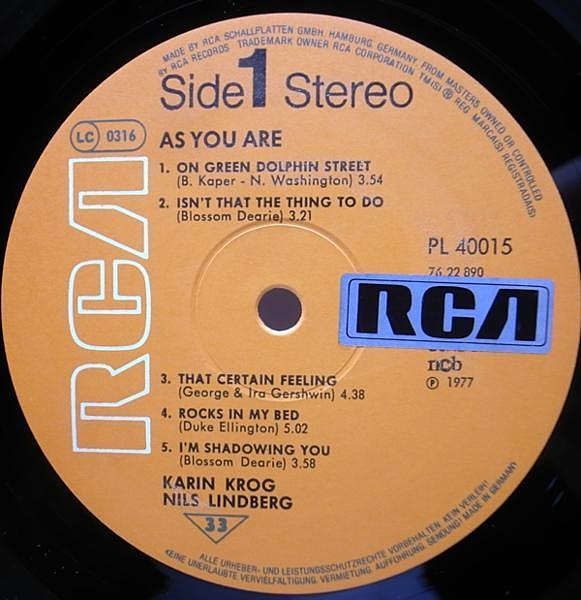 MADE BY RCA SCHALLPLATTEN GMBH, HAMBURG, GERMANY, FROM MASTERS OWNED OR CONTROLLED
BY RCA RECORDS TRADEMARK OWNER RCA CORPORATION TM(S) ® REG. MARCA(S) REGISTRADA(S)
Side 1 Stereo
LC 0316
AS YOU ARE
1. ON GREEN DOLPHIN STREET
(B. Kaper - N. Washington) 3.54
2. ISN'T THAT THE THING TO DO
(Blossom Dearie) 3.21
RCA
PL 40015
76 22 890
RCA
ncb
℗ 1977
3. THAT CERTAIN FEELING
(George & Ira Gershwin) 4.38
4. ROCKS IN MY BED
(Duke Ellington) 5.02
5. I'M SHADOWING YOU
(Blossom Dearie) 3.58
KARIN KROG
NILS LINDBERG
33
ALLE URHEBER- UND LEISTUNGSSCHUTZRECHTE VORBEHALTEN. KEIN VERLEIH!
KEINE UNERLAUBTE VERVIELFÄLTIGUNG, VERMIETUNG, AUFFÜHRUNG, SENDUNG! MADE IN GERMANY